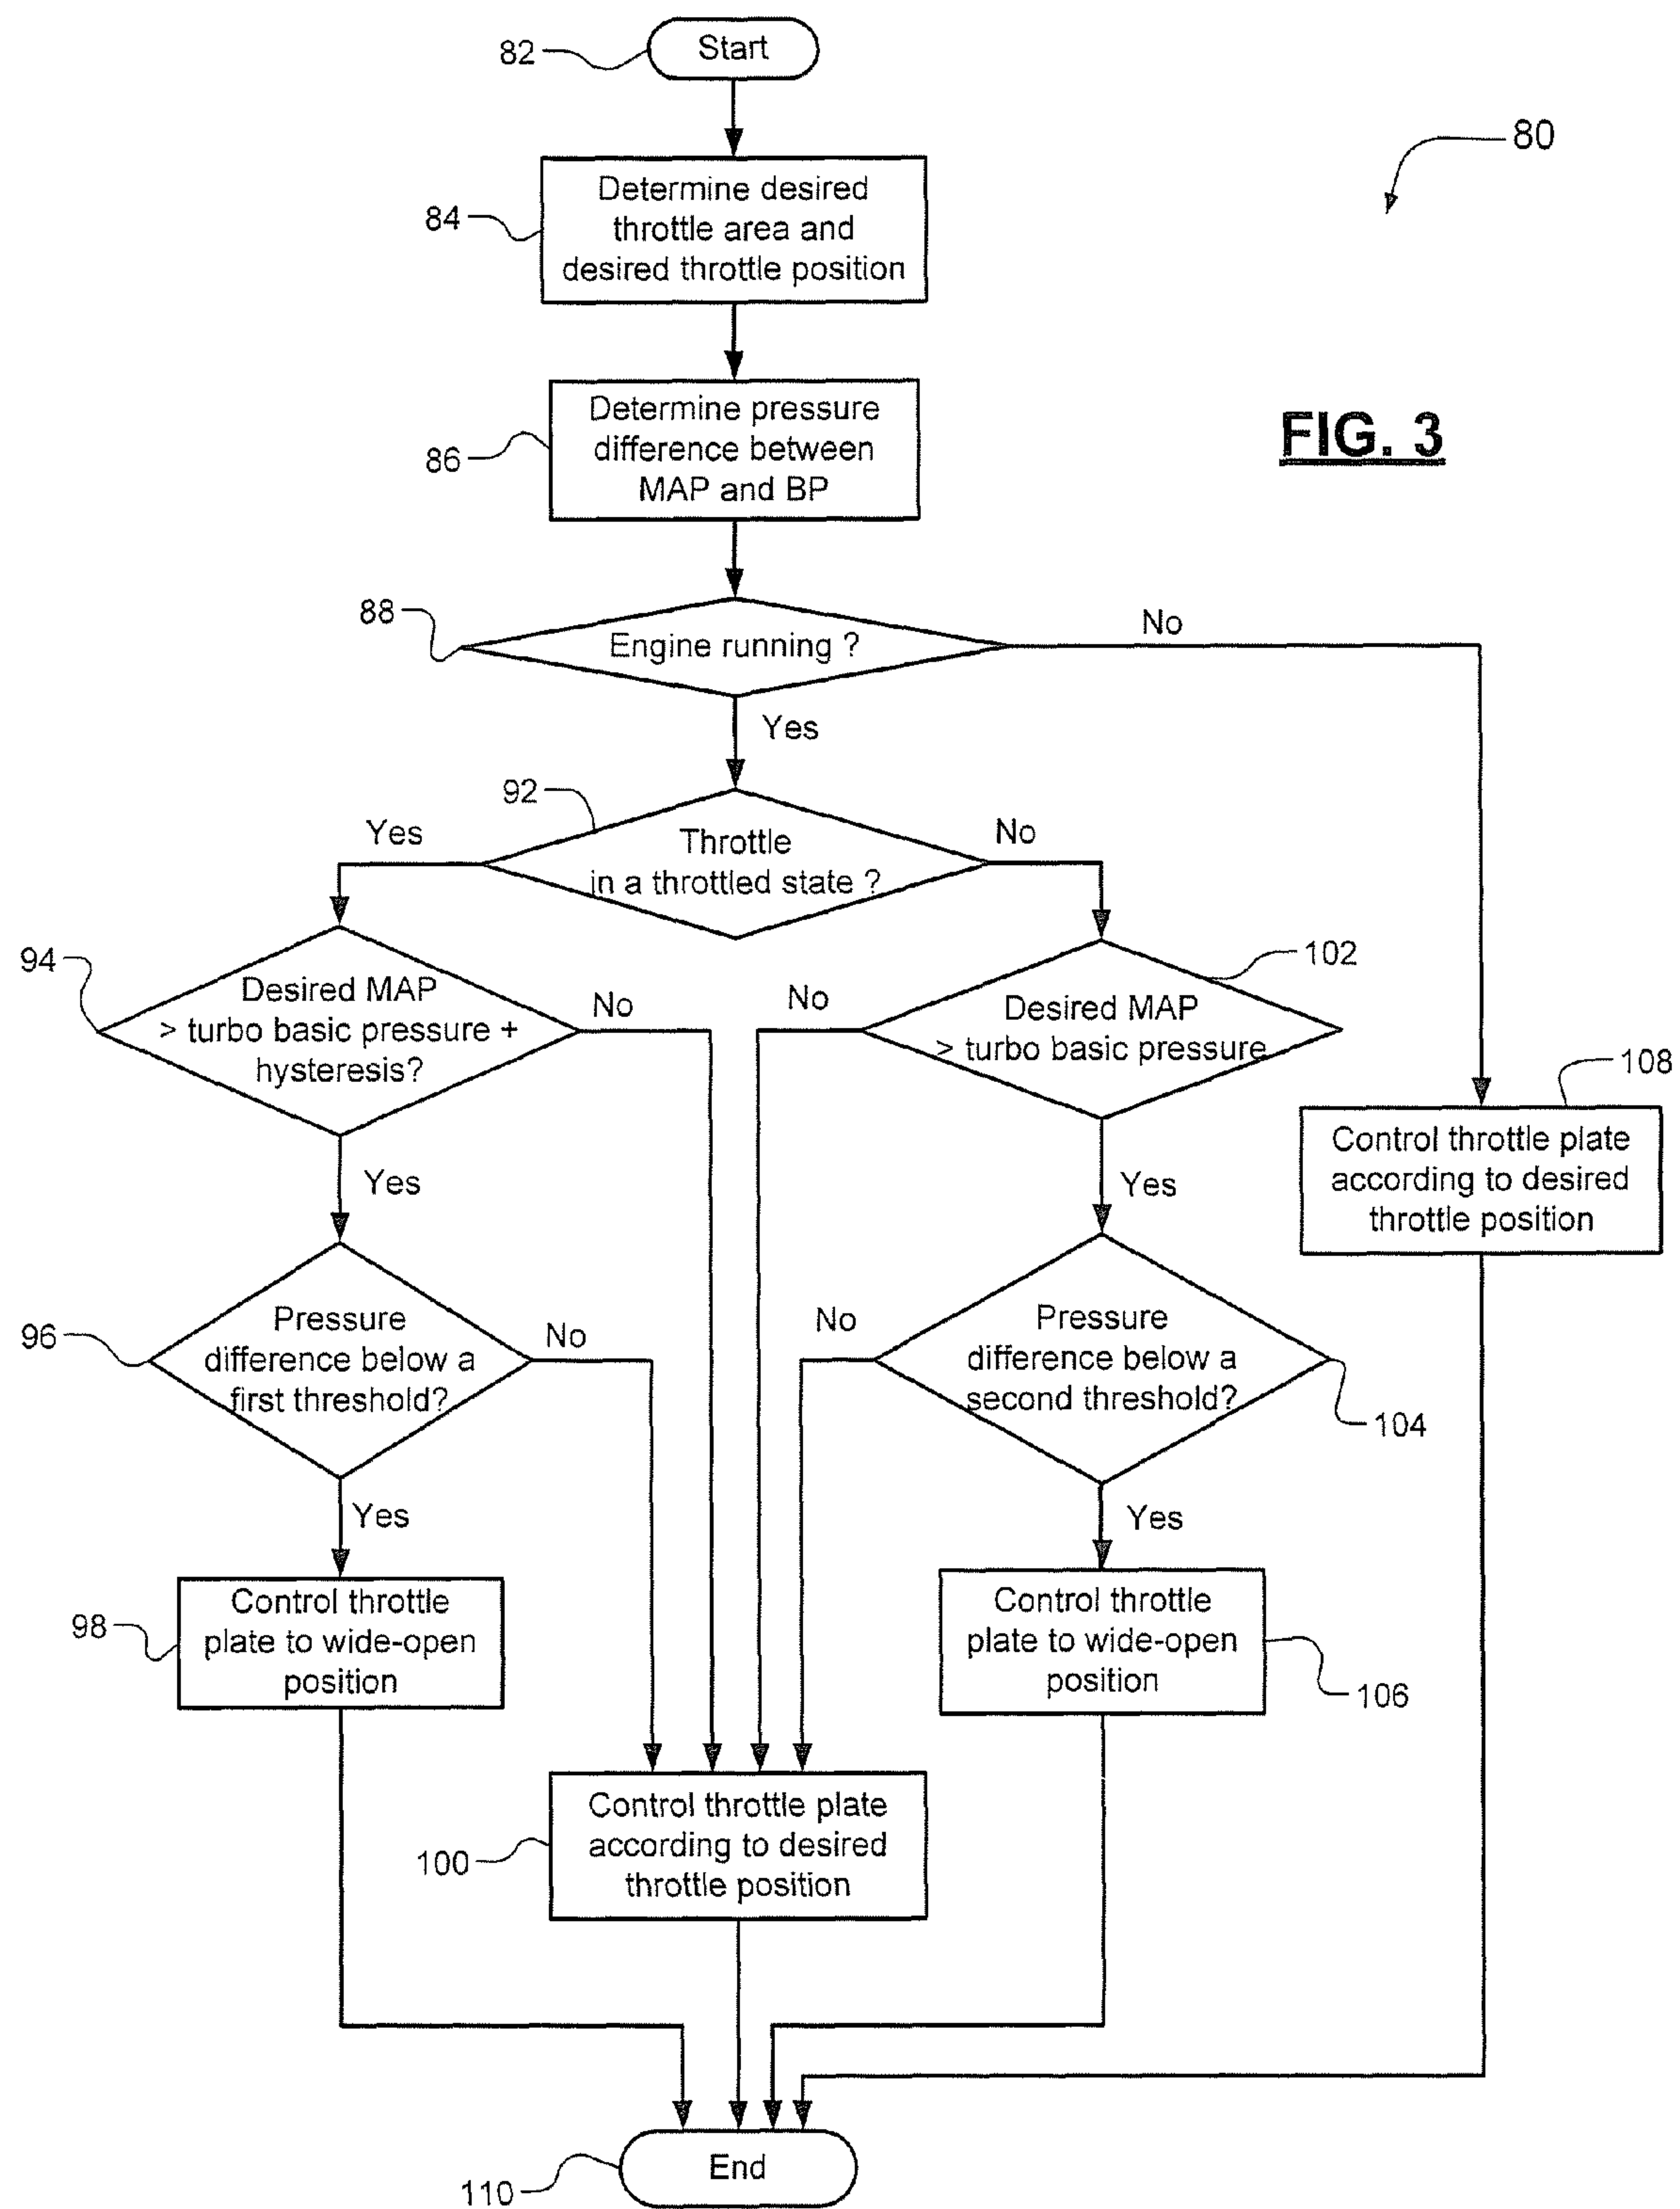 82
Start
80
84
Determine desired
throttle area and
desired throttle position
FIG. 3
86
Determine pressure
difference between
MAP and BP
88
Engine running ?
No
Yes
92
Yes
Throttle
in a throttled state ?
No
94
Desired MAP
> turbo basic pressure +
hysteresis?
No
No
Desired MAP
> turbo basic pressure
102
108
Control throttle plate
according to desired
throttle position
Yes
Yes
96
Pressure
difference below a
first threshold?
No
No
Pressure
difference below a
second threshold?
104
Yes
Yes
98
Control throttle
plate to wide-open
position
Control throttle
plate to wide-open
position
106
100
Control throttle plate
according to desired
throttle position
End
110